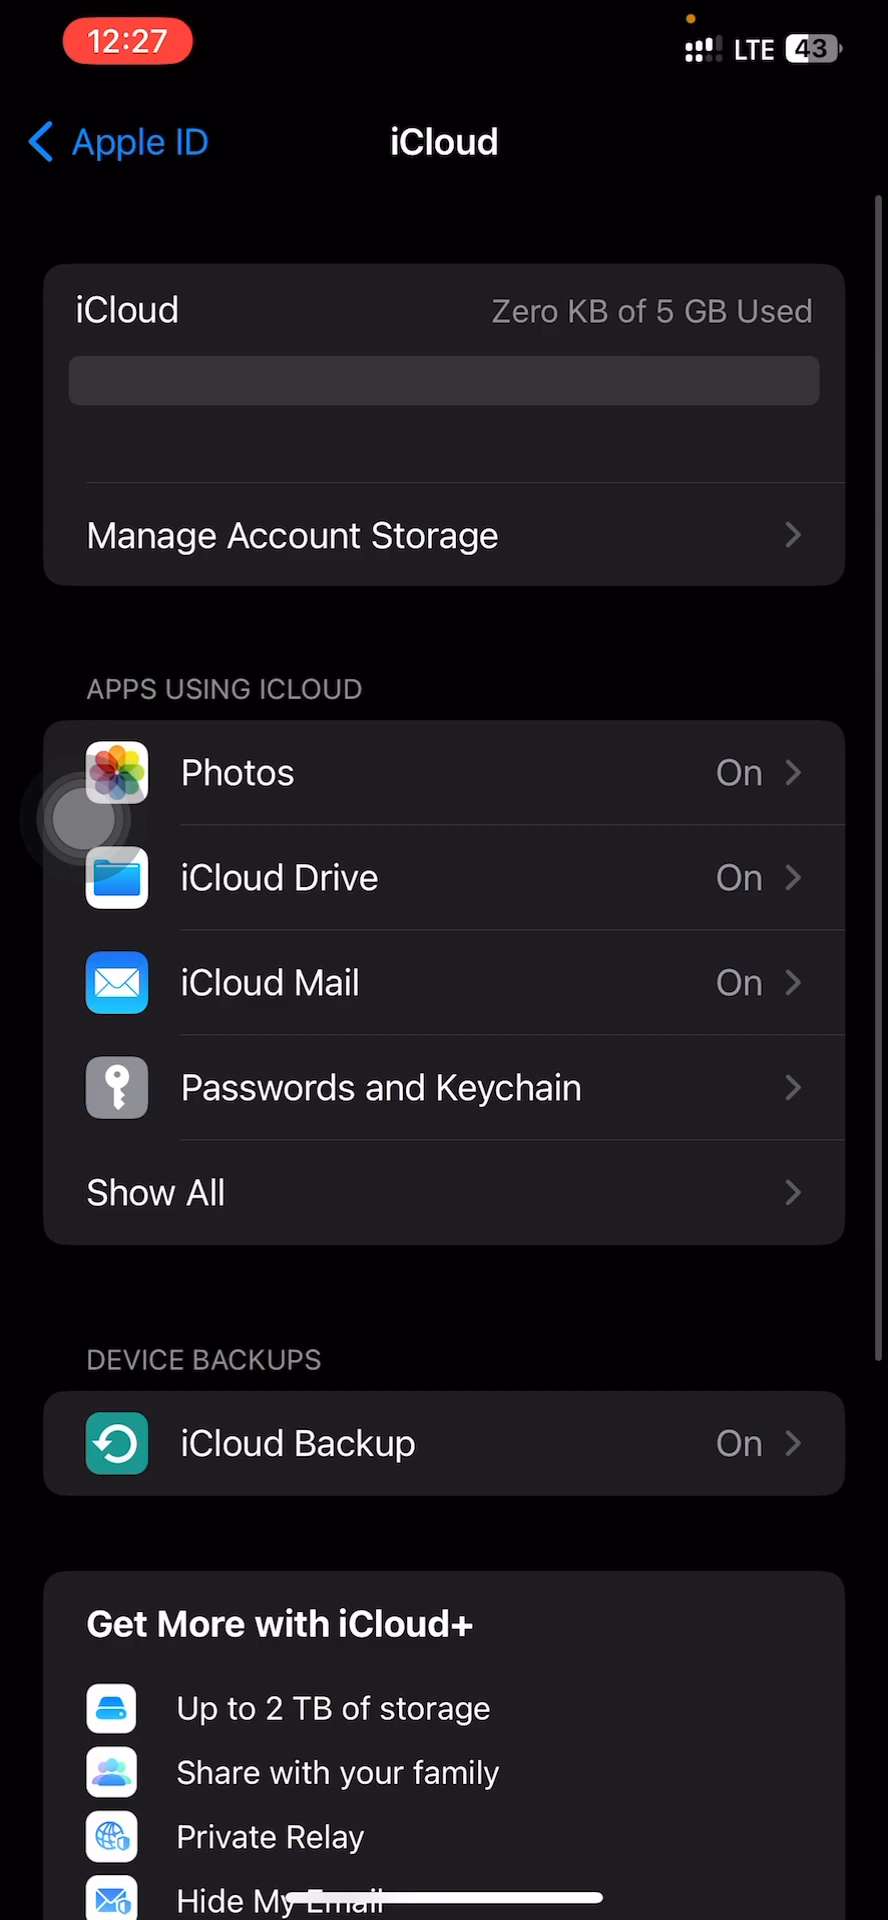 12:27
LTE 43
Apple ID
iCloud
iCloud
Zero KB of 5 GB Used
Manage Account Storage
APPS USING ICLOUD
Photos
On
iCloud Drive
On
iCloud Mail
On
Passwords and Keychain
Show All
DEVICE BACKUPS
iCloud Backup
On
Get More with iCloud+
Up to 2 TB of storage
Share with your family
Private Relay
Hide My Email